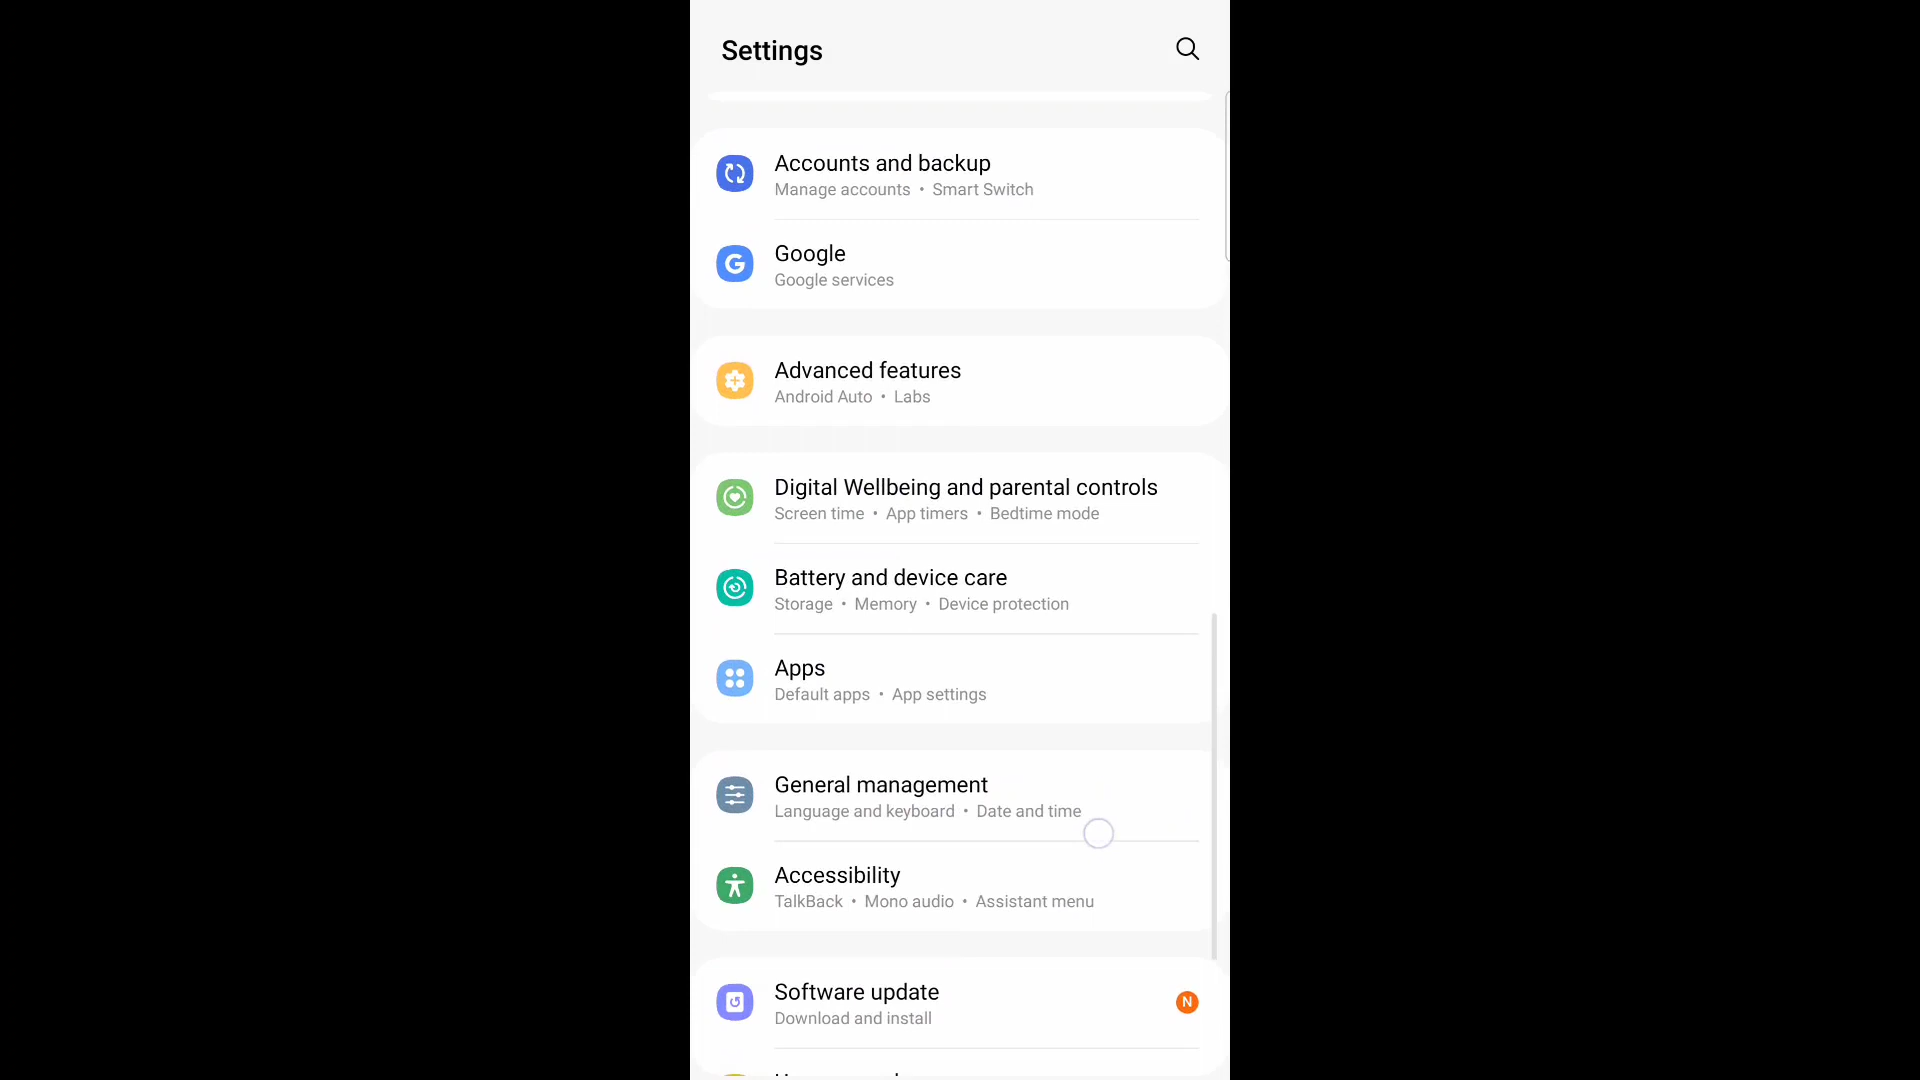 Settings
Accounts and backup
Manage accounts • Smart Switch
G
Google
Google services
Advanced features
Android Auto • Labs
Digital Wellbeing and parental controls
Screen time • App timers • Bedtime mode
Battery and device care
Storage • Memory • Device protection
Apps
Default apps • App settings
General management
Language and keyboard • Date and time
Accessibility
TalkBack • Mono audio • Assistant menu
Software update
N
Download and install